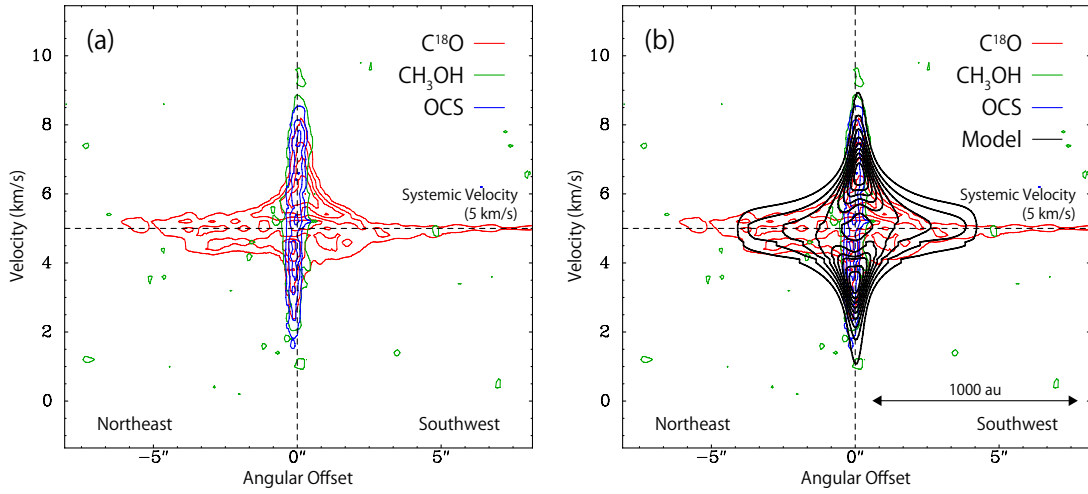 (a)
C¹⁸O
CH₃OH
OCS
Systemic Velocity
(5 km/s)
Northeast
Southwest
10
8
6
4
2
0
Velocity (km/s)
−5″
0″
5″
Angular Offset
(b)
C¹⁸O
CH₃OH
OCS
Model
Systemic Velocity
(5 km/s)
1000 au
Northeast
Southwest
10
8
6
4
2
0
Velocity (km/s)
−5″
0″
5″
Angular Offset